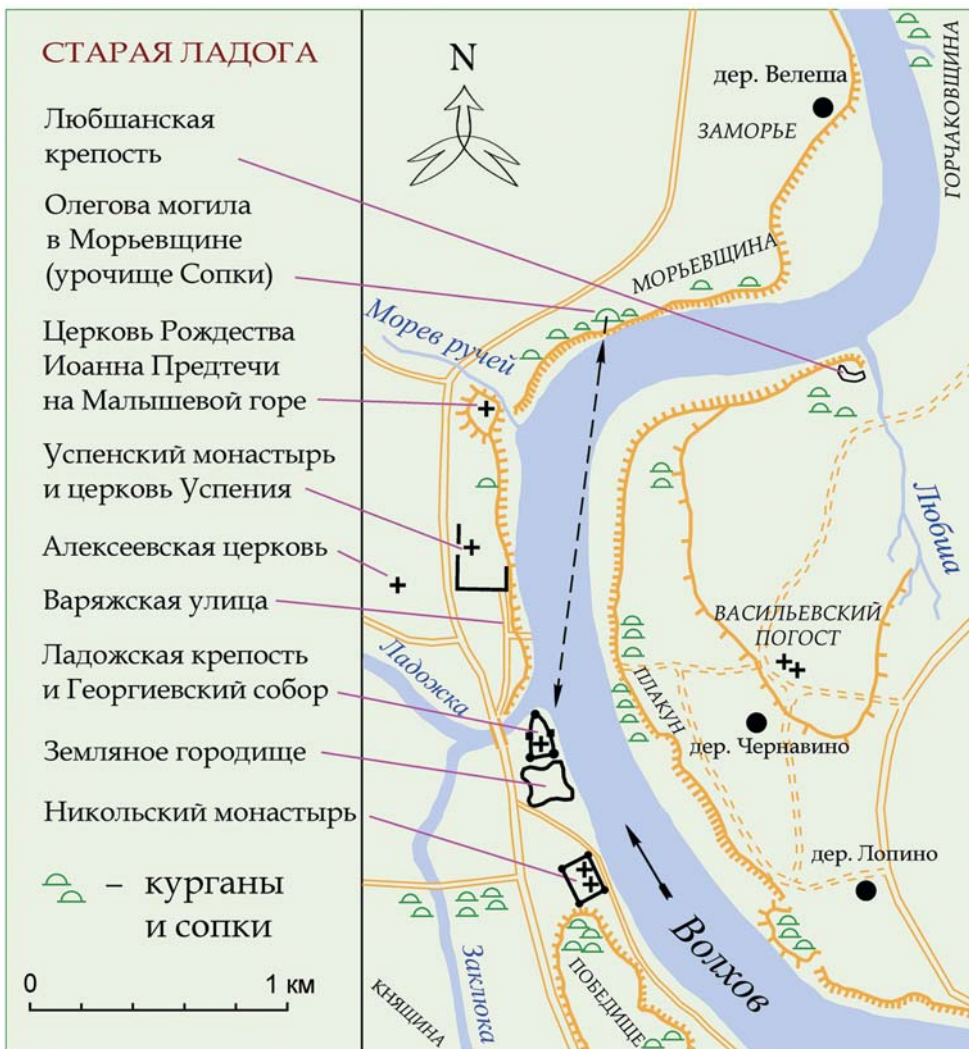 СТАРАЯ ЛАДОГА
Любшанская
крепость
Олегова могила
в Морьевщине
(урочище Сопки)
Церковь Рождества
Иоанна Предтечи
на Малышевой горе
Успенский монастырь
и церковь Успения
Алексеевская церковь
Варяжская улица
Ладожская крепость
и Георгиевский собор
Земляное городище
Никольский монастырь
– курганы
и сопки
0 1 км
N
дер. Велеша
ЗАМОРЬЕ
ГОРЧАКОВЩИНА
МОРЬЕВЩИНА
Морев ручей
Любша
ВАСИЛЬЕВСКИЙ
ПОГОСТ
Ладожка
ПЛАКУН
дер. Чернавино
дер. Лопино
Волхов
Заклюка
ПОБЕДИЩЕ
КНЯЩИНА